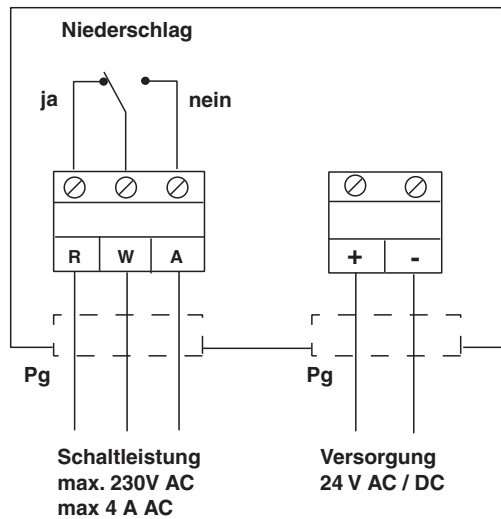 Niederschlag
ja
nein
R W A
+ -
Pg
Pg
Schaltleistung
max. 230V AC
max 4 A AC
Versorgung
24 V AC / DC